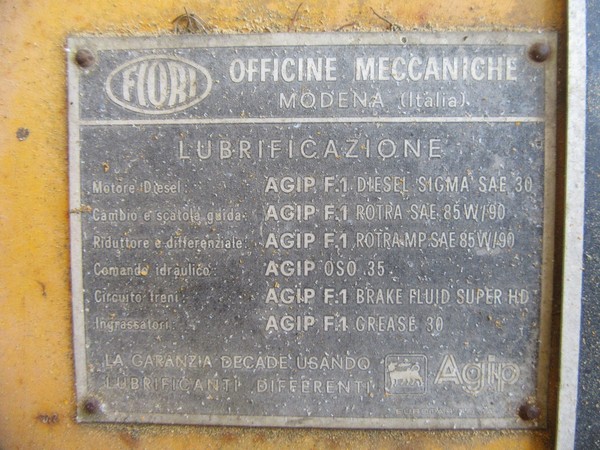 FIORI
OFFICINE MECCANICHE
MODENA (Italia)
LUBRIFICAZIONE
Motore Diesel: AGIP F.1 DIESEL SIGMA SAE 30
Cambio e scatola guida: AGIP F.1 ROTRA SAE 85W/90
Riduttore e differenziale: AGIP F.1 ROTRA MP SAE 85W/90
Comando idraulico: AGIP OSO 35
Circuito freni: AGIP F.1 BRAKE FLUID SUPER HD
Ingrassatori: AGIP F.1 GREASE 30
LA GARANZIA DECADE USANDO
LUBRIFICANTI DIFFERENTI
Agip